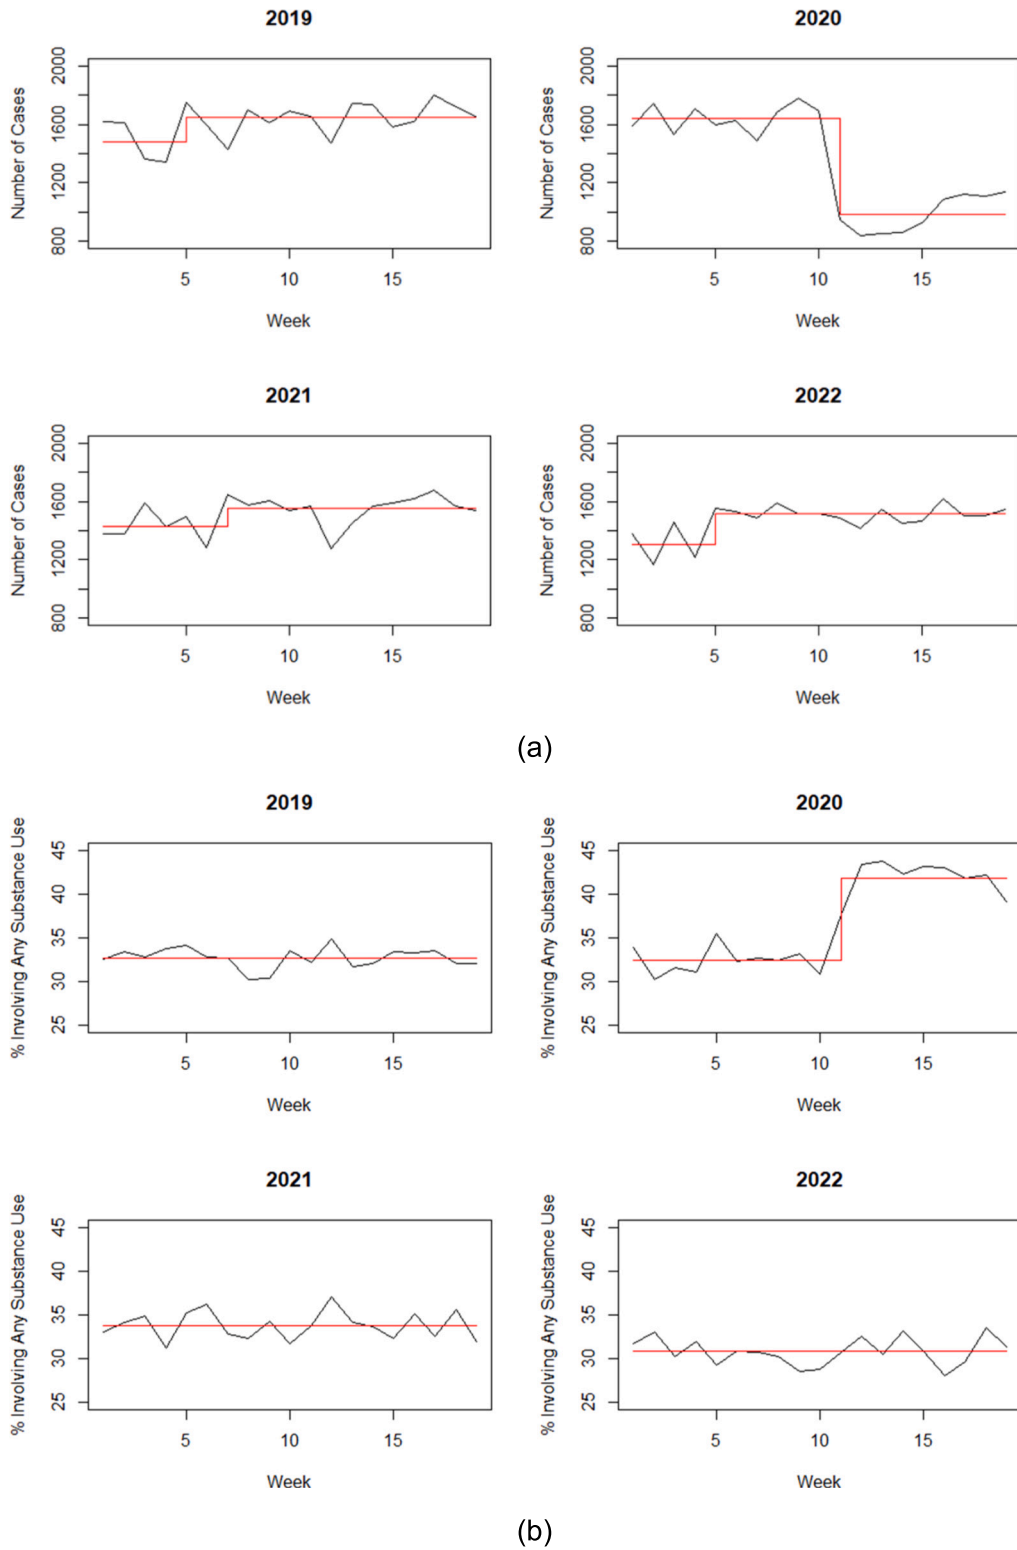 2019
2020
Number of Cases
800 1200 1600 2000
5 10 15
Week
Number of Cases
800 1200 1600 2000
5 10 15
Week
2021
2022
Number of Cases
800 1200 1600 2000
5 10 15
Week
Number of Cases
800 1200 1600 2000
5 10 15
Week
(a)
2019
2020
% Involving Any Substance Use
25 30 35 40 45
5 10 15
Week
% Involving Any Substance Use
25 30 35 40 45
5 10 15
Week
2021
2022
% Involving Any Substance Use
25 30 35 40 45
5 10 15
Week
% Involving Any Substance Use
25 30 35 40 45
5 10 15
Week
(b)